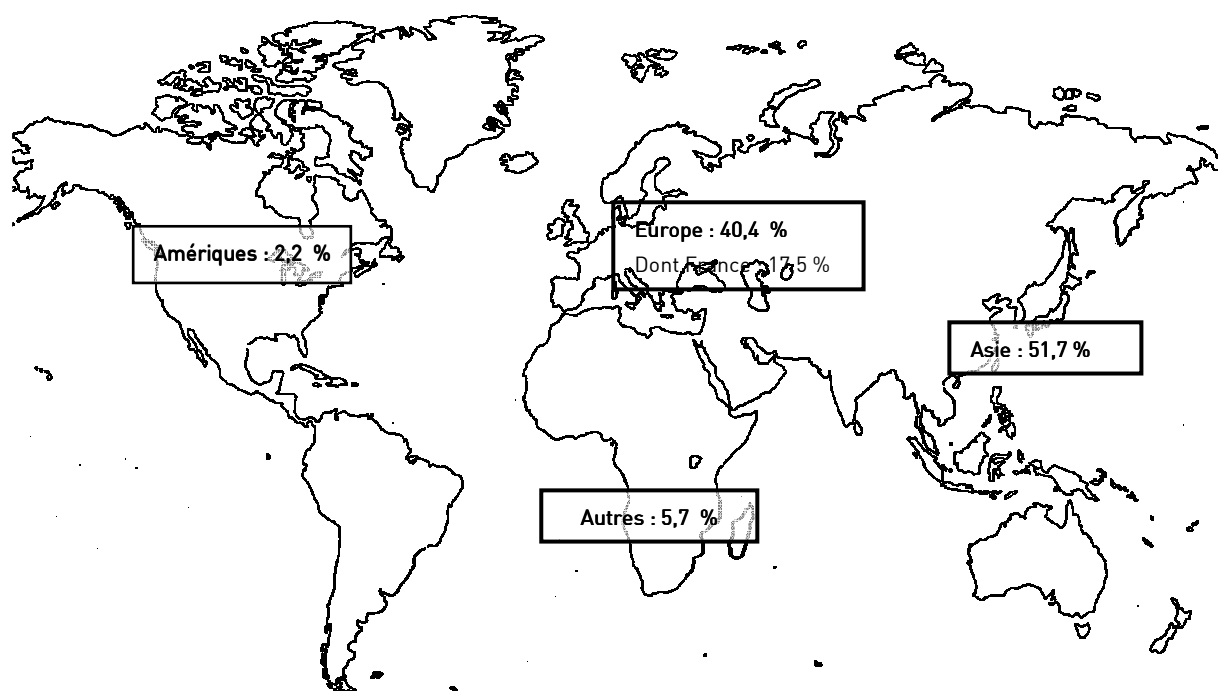 Amériques : 2,2 %
Europe : 40,4 %
Dont France : 17,5 %
Asie : 51,7 %
Autres : 5,7 %